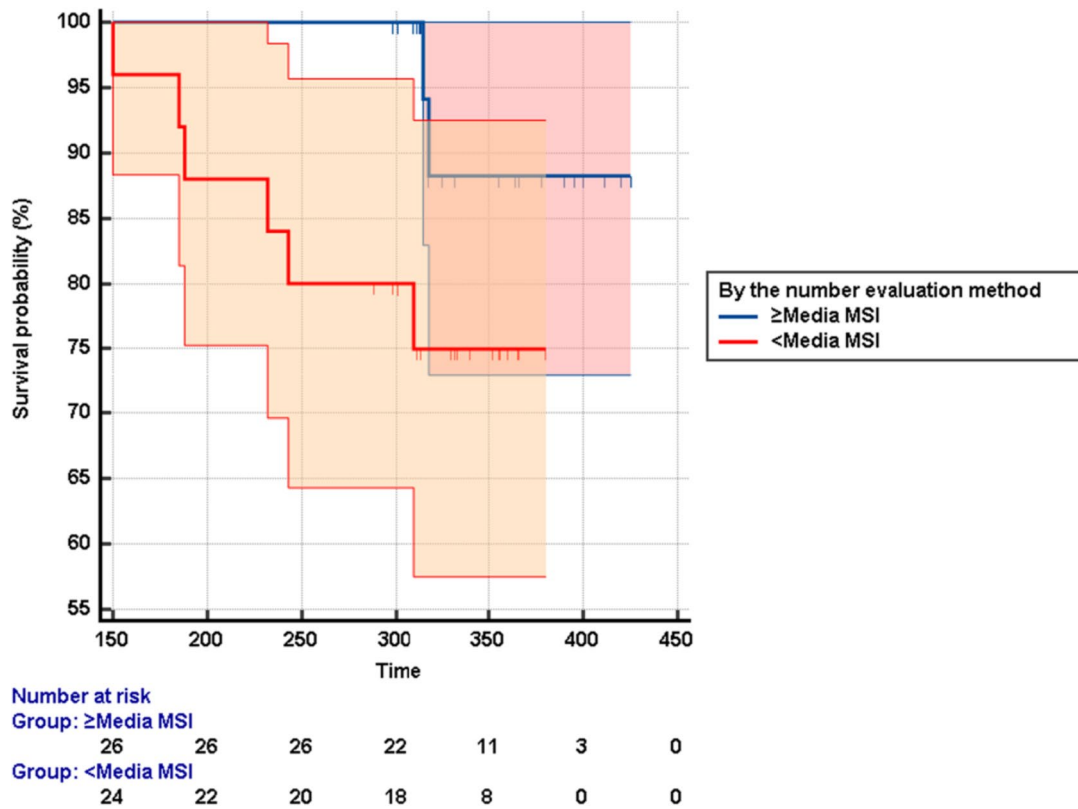 100
95
90
85
80
75
70
65
60
55
Survival probability (%)
150 200 250 300 350 400 450
Time
By the number evaluation method
≥Media MSI
<Media MSI
Number at risk
Group: ≥Media MSI
26 26 26 22 11 3 0
Group: <Media MSI
24 22 20 18 8 0 0